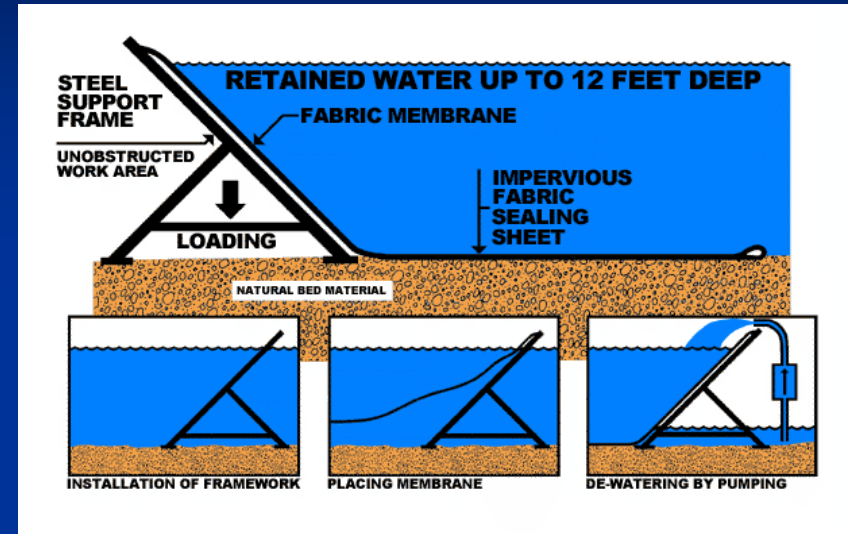 RETAINED WATER UP TO 12 FEET DEEP
STEEL
SUPPORT
FRAME
FABRIC MEMBRANE
UNOBSTRUCTED
WORK AREA
IMPERVIOUS
FABRIC
SEALING
SHEET
LOADING
NATURAL BED MATERIAL
INSTALLATION OF FRAMEWORK
PLACING MEMBRANE
DE-WATERING BY PUMPING